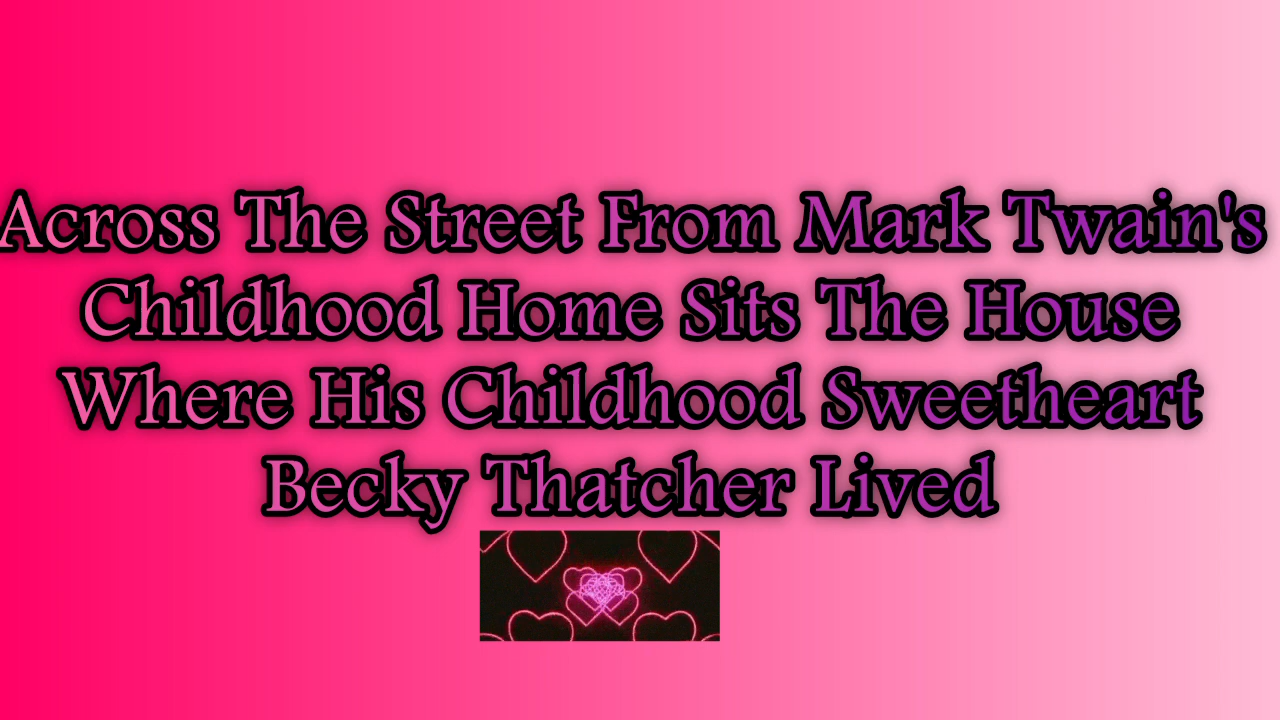 Across The Street From Mark Twain's
Childhood Home Sits The House
Where His Childhood Sweetheart
Becky Thatcher Lived